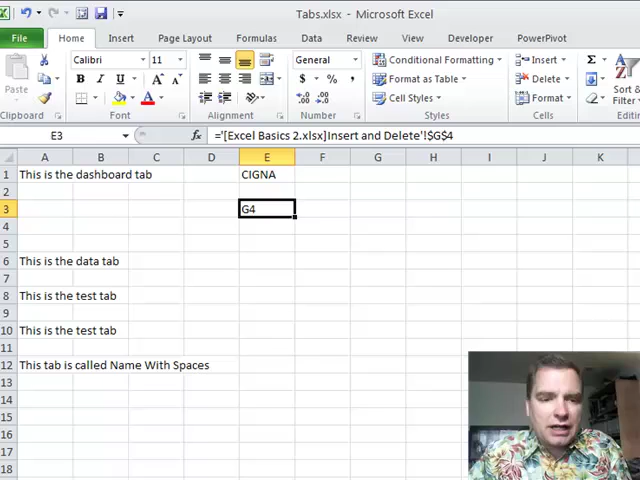 Tabs.xlsx - Microsoft Excel
File Home Insert Page Layout Formulas Data Review View Developer PowerPivot
Paste
Calibri 11
B I U A A
General
$ % ,
Conditional Formatting
Format as Table
Cell Styles
Insert
Delete
Format
Σ
Sort &
Clipboard Font Alignment Number Styles Cells
E3 fx ='[Excel Basics 2.xlsx]Insert and Delete'!$G$4
A B C D E F G H I J K
1 This is the dashboard tab CIGNA
2
3 G4
4
5
6 This is the data tab
7
8 This is the test tab
9
10 This is the test tab
11
12 This tab is called Name With Spaces
13
14
15
16
17
18